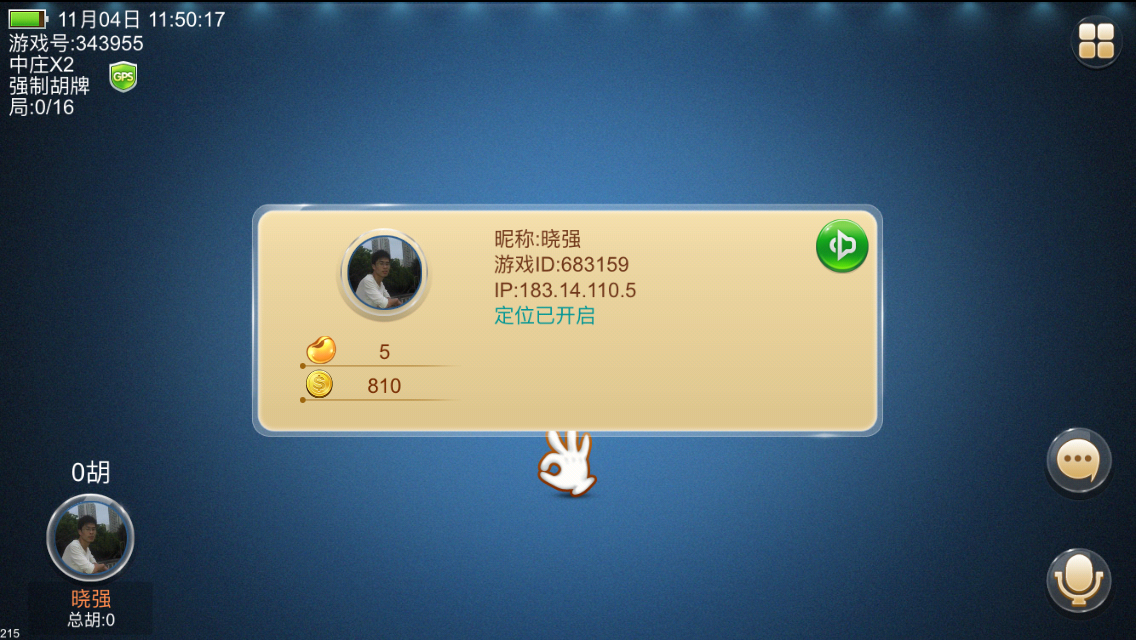 11月04日 11:50:17
游戏号:343955
中庄X2
强制胡牌
GPS
局:0/16
昵称:晓强
游戏ID:683159
IP:183.14.110.5
定位已开启
5
$
810
0胡
晓强
总胡:0
215